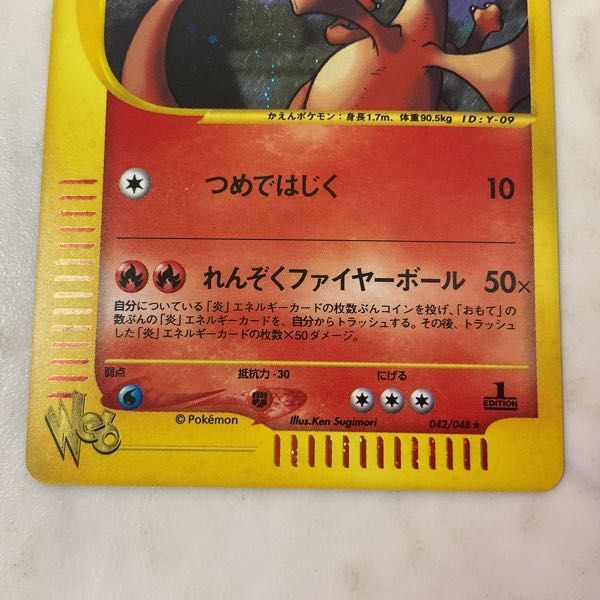 かえんポケモン：身長1.7m、体重90.5kg ID：Y-09
つめではじく 10
れんぞくファイヤーボール 50×
自分についている「炎」エネルギーカードの枚数ぶんコインを投げ、「おもて」の
数ぶんの「炎」エネルギーカードを、自分からトラッシュする。その後、トラッシュ
した「炎」エネルギーカードの枚数×50ダメージ。
弱点 抵抗力 -30 にげる
1 EDITION
Web
© Pokémon Illus.Ken Sugimori 042/048 ★